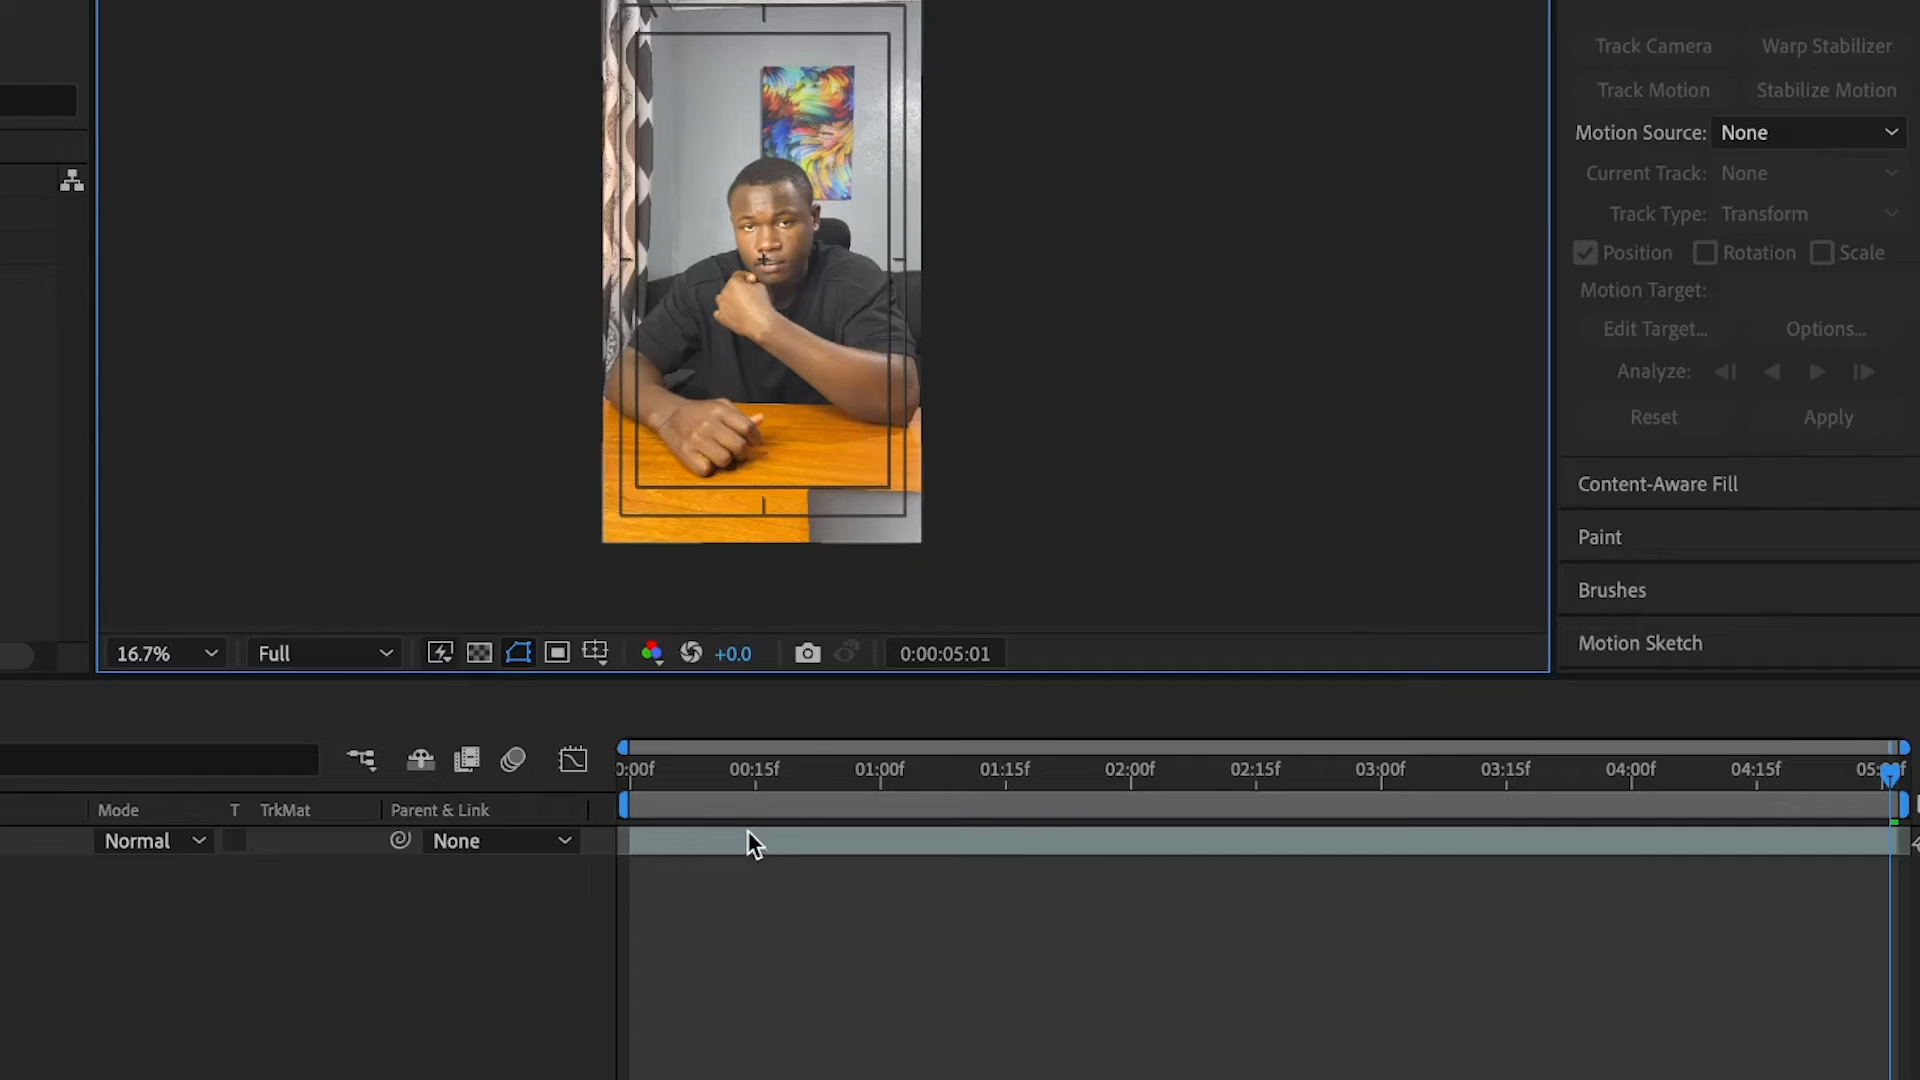 Track Camera Warp Stabilizer
Track Motion Stabilize Motion
Motion Source: None
Current Track: None
Track Type: Transform
Position Rotation Scale
Motion Target:
Edit Target... Options...
Analyze:
Reset Apply
Content-Aware Fill
Paint
Brushes
Motion Sketch
16.7% Full +0.0 0:00:05:01
0:00f 00:15f 01:00f 01:15f 02:00f 02:15f 03:00f 03:15f 04:00f 04:15f
Mode T TrkMat Parent & Link
Normal None